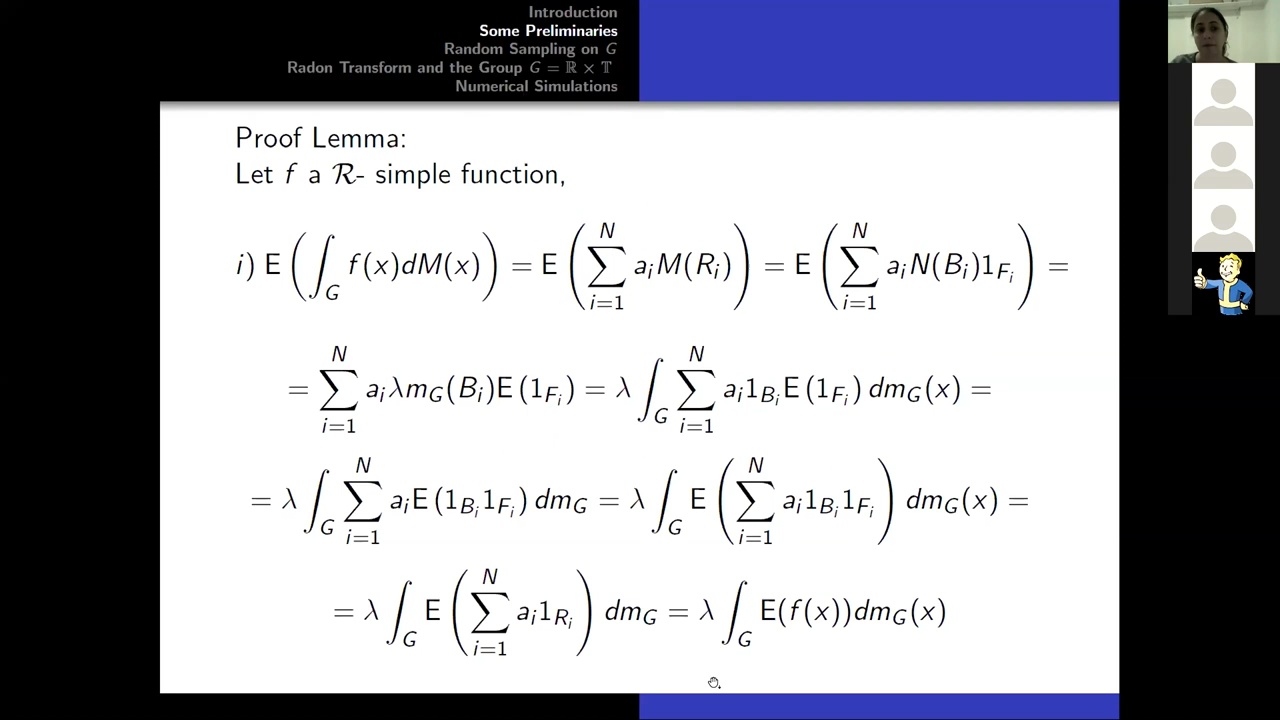 Introduction
Some Preliminaries
Random Sampling on G
Radon Transform and the Group G = ℝ × 𝕋
Numerical Simulations
Proof Lemma:
Let f a ℛ- simple function,
i) E ( ∫_G f(x)dM(x) ) = E ( ∑_{i=1}^{N} a_i M(R_i) ) = E ( ∑_{i=1}^{N} a_i N(B_i) 1_{F_i} ) =
= ∑_{i=1}^{N} a_i λ m_G(B_i) E (1_{F_i}) = λ ∫_G ∑_{i=1}^{N} a_i 1_{B_i} E (1_{F_i}) dm_G(x) =
= λ ∫_G ∑_{i=1}^{N} a_i E (1_{B_i} 1_{F_i}) dm_G = λ ∫_G E ( ∑_{i=1}^{N} a_i 1_{B_i} 1_{F_i} ) dm_G(x) =
= λ ∫_G E ( ∑_{i=1}^{N} a_i 1_{R_i} ) dm_G = λ ∫_G E(f(x)) dm_G(x)